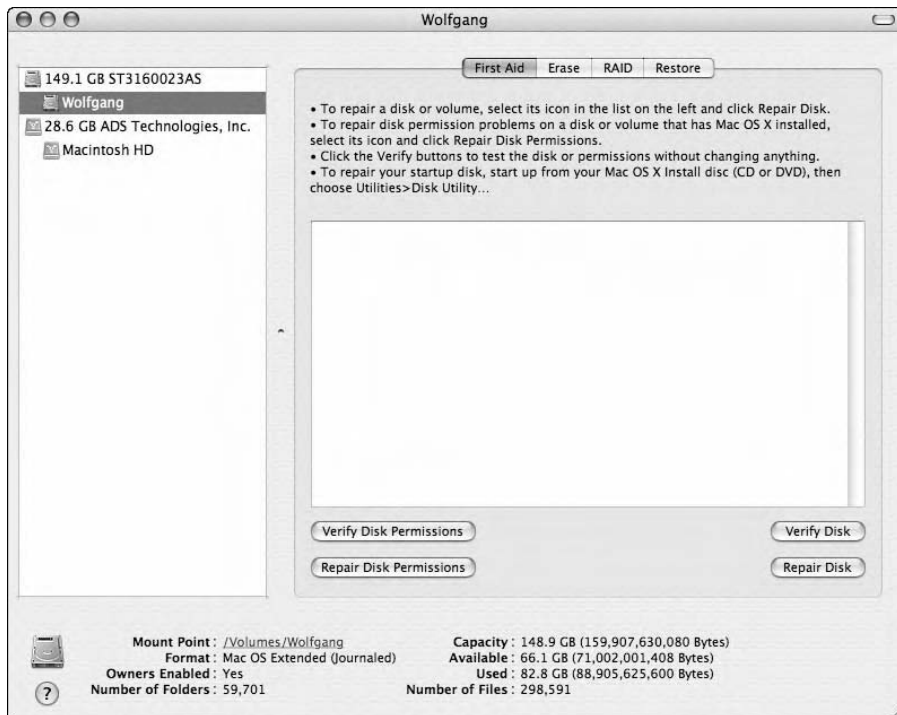 Wolfgang
149.1 GB ST3160023AS
Wolfgang
28.6 GB ADS Technologies, Inc.
Macintosh HD
First Aid Erase RAID Restore
• To repair a disk or volume, select its icon in the list on the left and click Repair Disk.
• To repair disk permission problems on a disk or volume that has Mac OS X installed,
select its icon and click Repair Disk Permissions.
• Click the Verify buttons to test the disk or permissions without changing anything.
• To repair your startup disk, start up from your Mac OS X Install disc (CD or DVD), then
choose Utilities>Disk Utility...
Verify Disk Permissions Verify Disk
Repair Disk Permissions Repair Disk
Mount Point : /Volumes/Wolfgang Capacity : 148.9 GB (159,907,630,080 Bytes)
Format : Mac OS Extended (Journaled) Available : 66.1 GB (71,002,001,408 Bytes)
Owners Enabled : Yes Used : 82.8 GB (88,905,625,600 Bytes)
Number of Folders : 59,701 Number of Files : 298,591
?